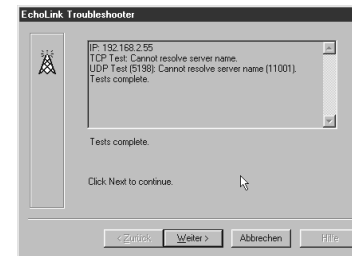 EchoLink Troubleshooter
IP: 192.168.2.55
TCP Test: Cannot resolve server name.
UDP Test (5198): Cannot resolve server name (11001).
Tests complete.
Tests complete.
Click Next to continue.
< Zurück
Weiter >
Abbrechen
Hilfe